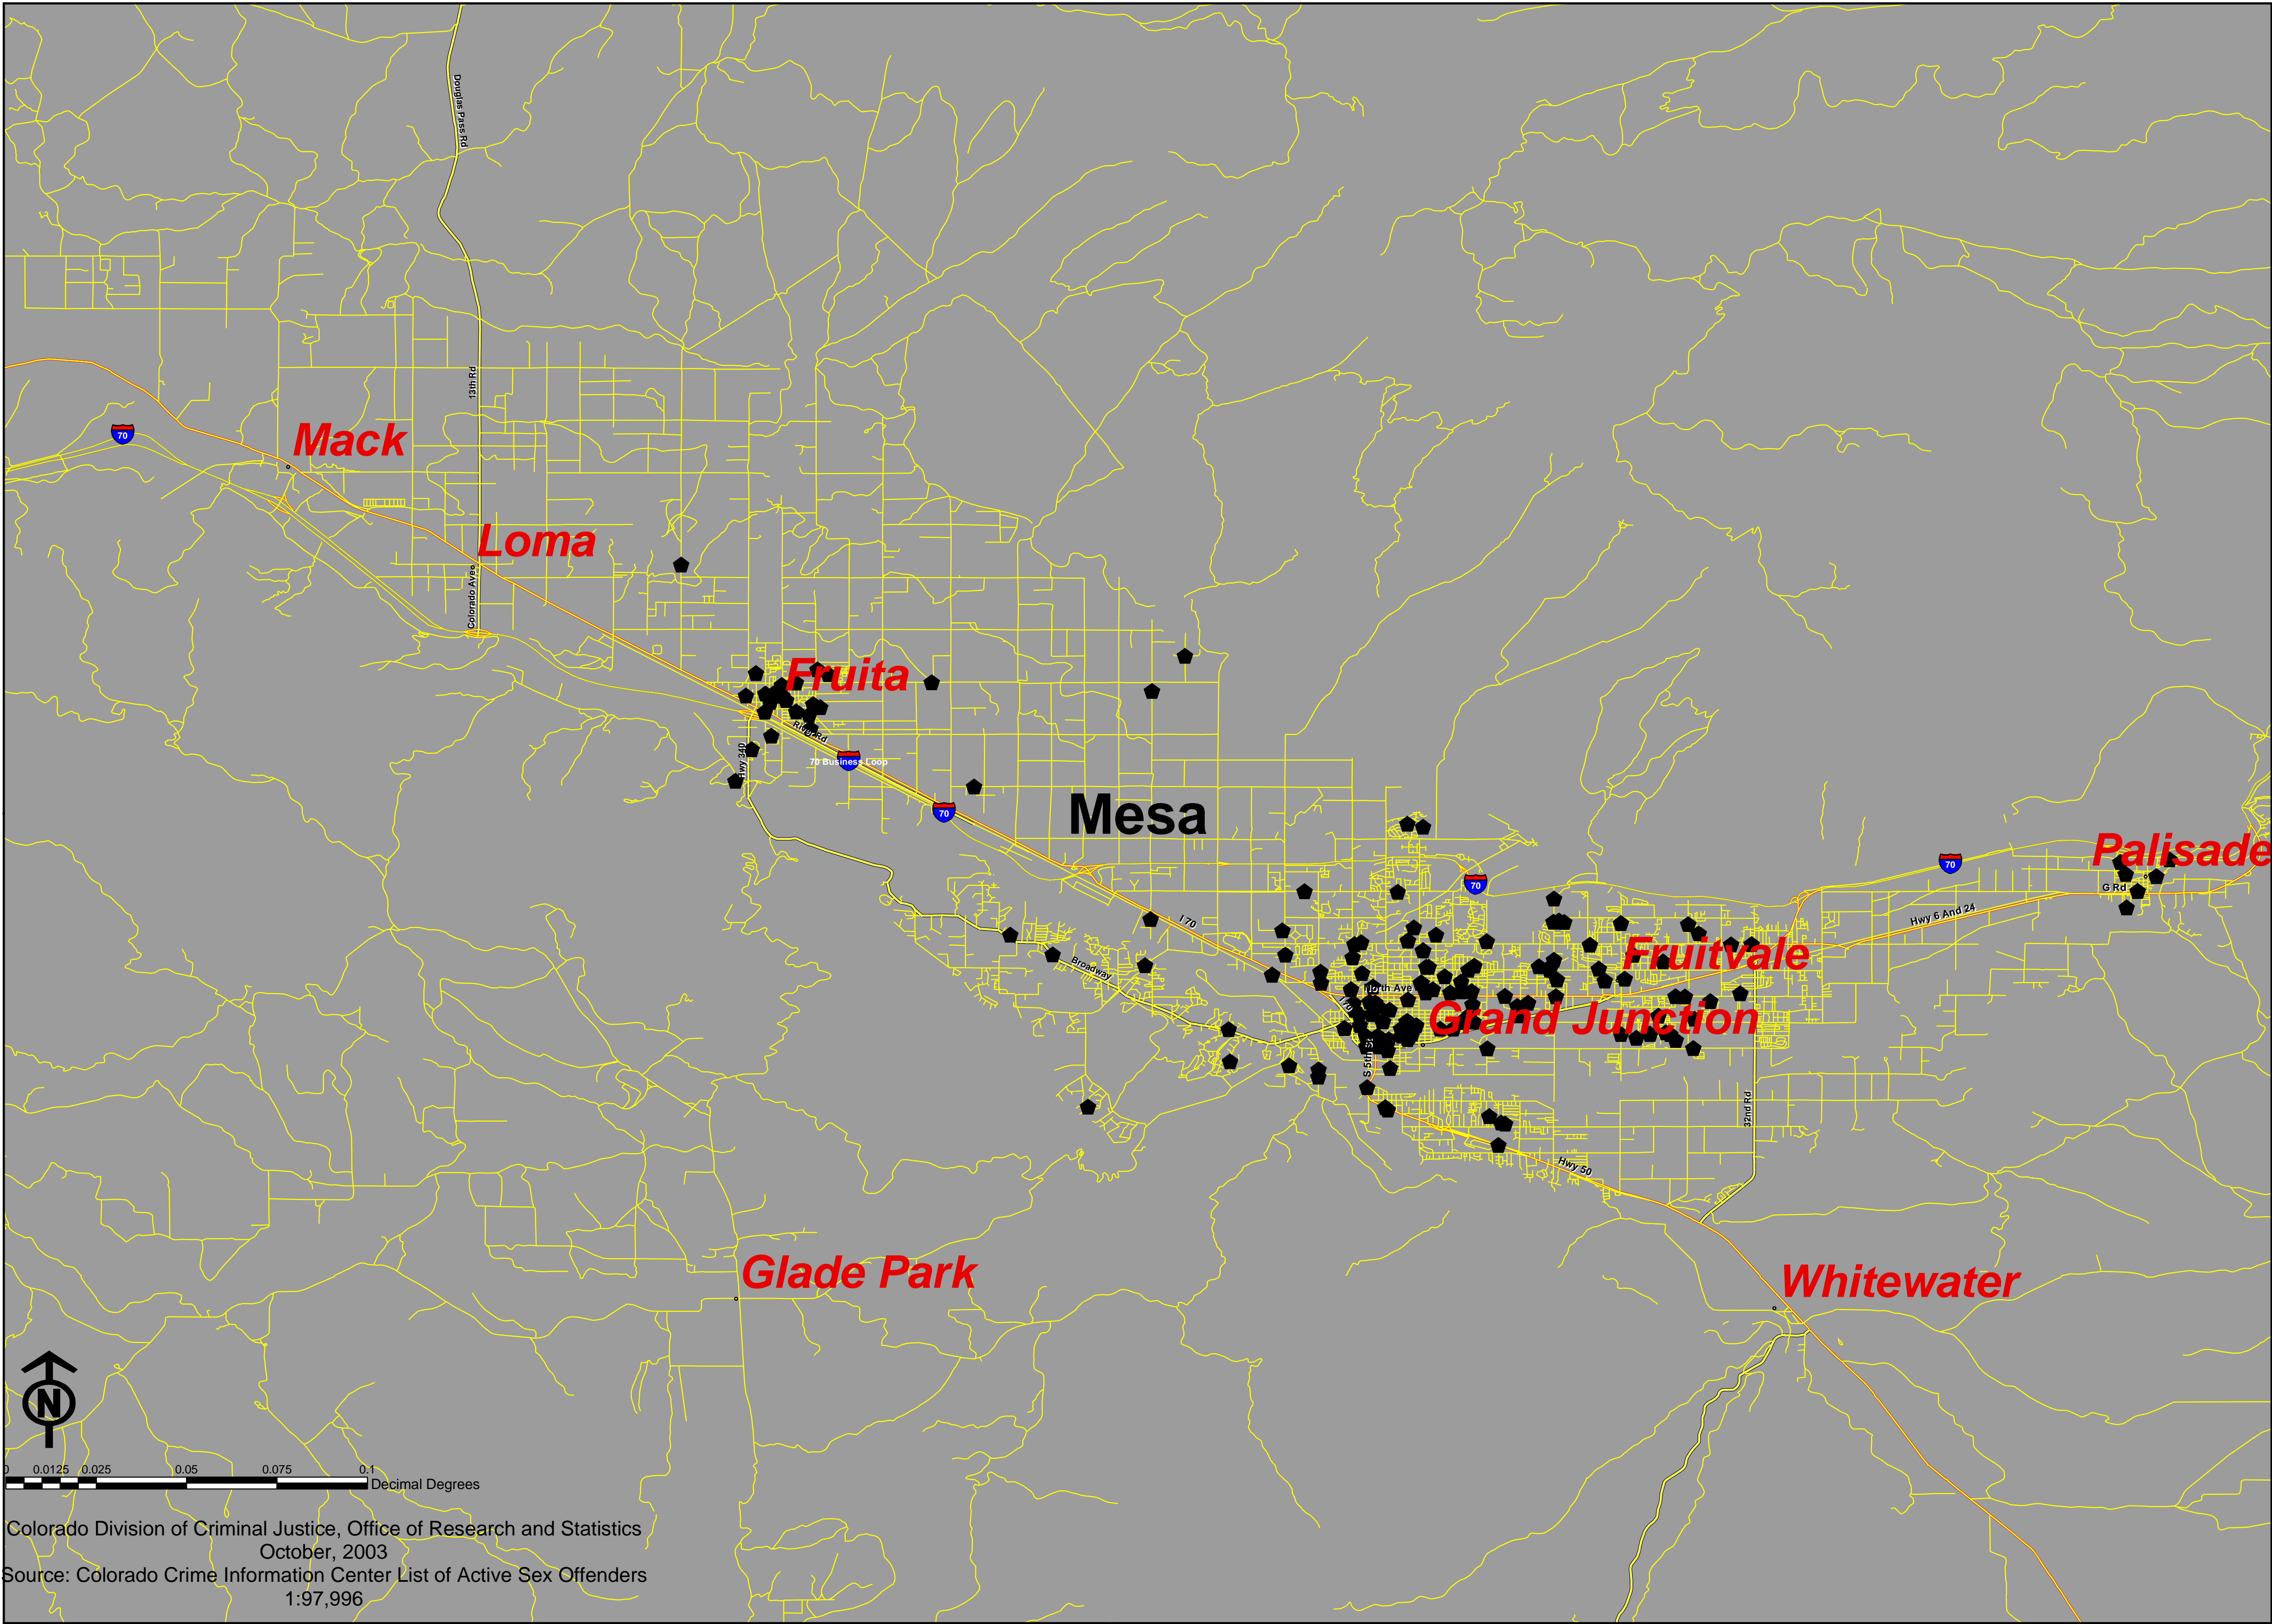 Douglas Pass Rd
13th Rd
70
Mack
Loma
Colorado Ave
Fruita
River Rd
Hwy 340
70 Business Loop
70
Mesa
Palisade
70
70
G Rd
I 70
Hwy 6 And 24
Fruitvale
Broadway
North Ave
I 70
Grand Junction
S 5th St
32nd Rd
Hwy 50
Glade Park
Whitewater
N
0 0.0125 0.025 0.05 0.075 0.1
Decimal Degrees
Colorado Division of Criminal Justice, Office of Research and Statistics
October, 2003
Source: Colorado Crime Information Center List of Active Sex Offenders
1:97,996